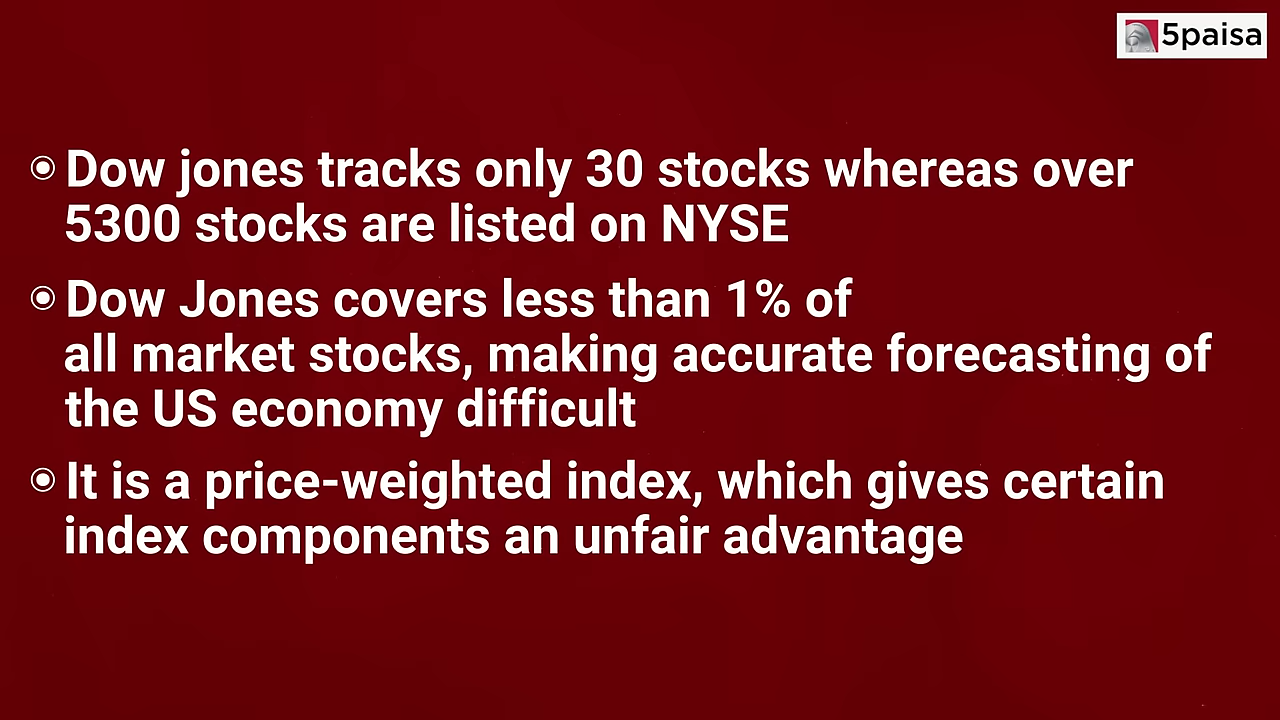 5paisa
◉ Dow jones tracks only 30 stocks whereas over
5300 stocks are listed on NYSE
◉ Dow Jones covers less than 1% of
all market stocks, making accurate forecasting of
the US economy difficult
◉ It is a price-weighted index, which gives certain
index components an unfair advantage